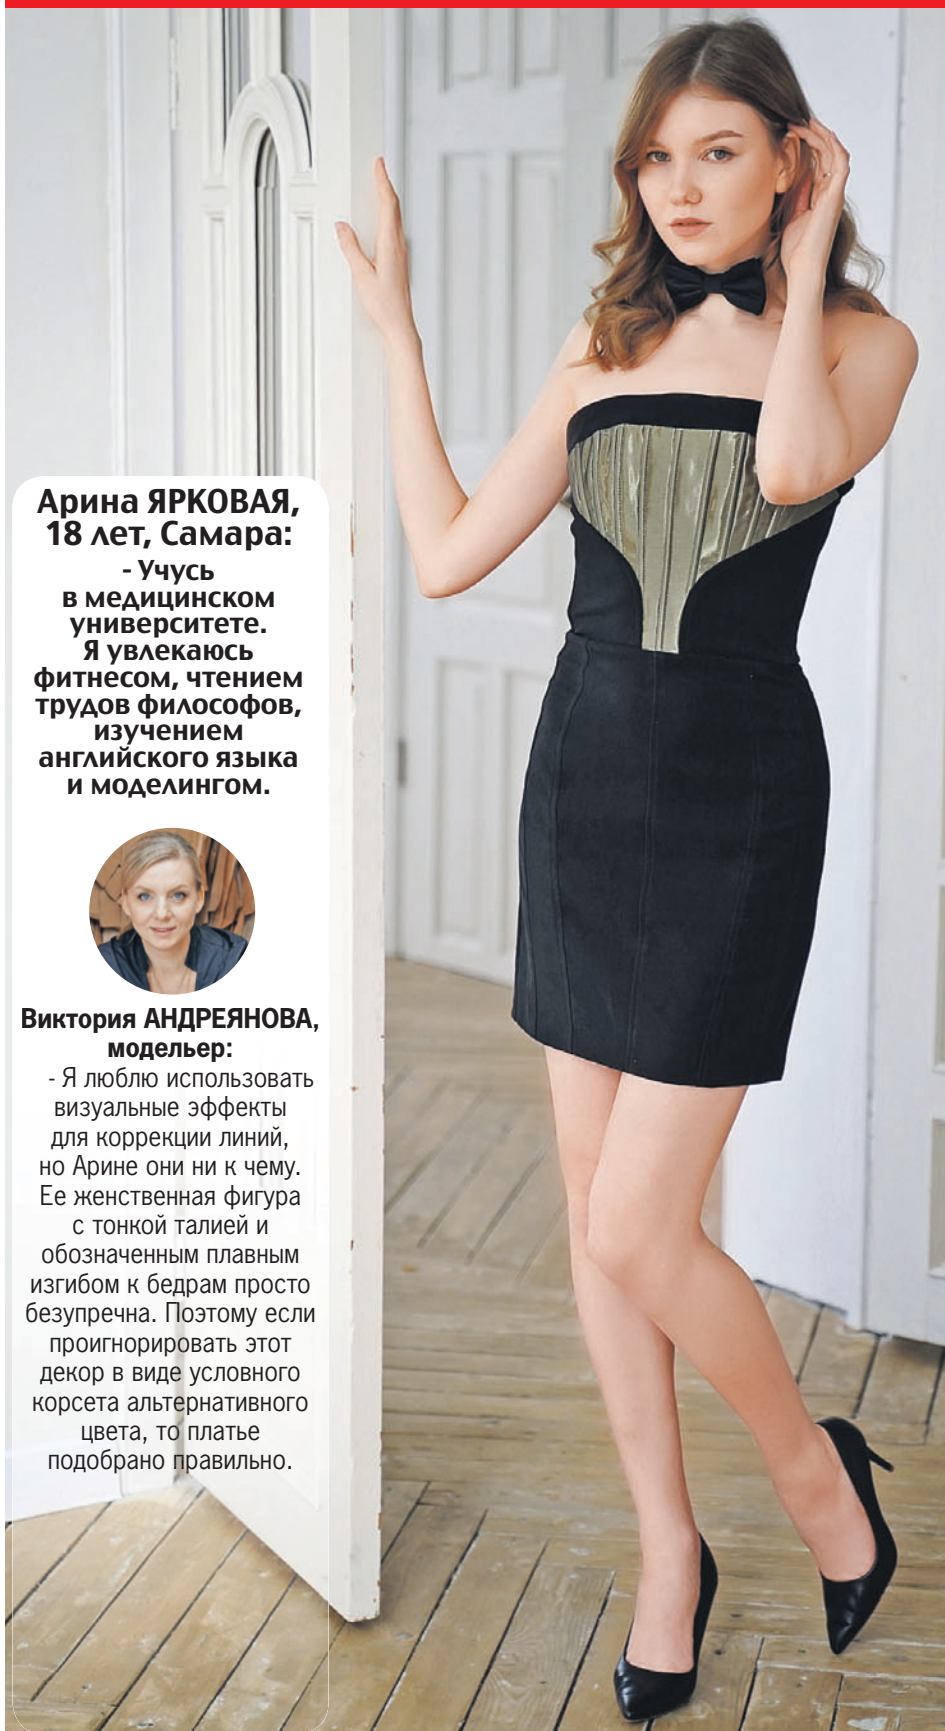 Арина ЯРКОВАЯ,
18 лет, Самара:
- Учусь
в медицинском
университете.
Я увлекаюсь
фитнесом, чтением
трудов философов,
изучением
английского языка
и моделингом.
Виктория АНДРЕЯНОВА,
модельер:
- Я люблю использовать
визуальные эффекты
для коррекции линий,
но Арине они ни к чему.
Ее женственная фигура
с тонкой талией и
обозначенным плавным
изгибом к бедрам просто
безупречна. Поэтому если
проигнорировать этот
декор в виде условного
корсета альтернативного
цвета, то платье
подобрано правильно.